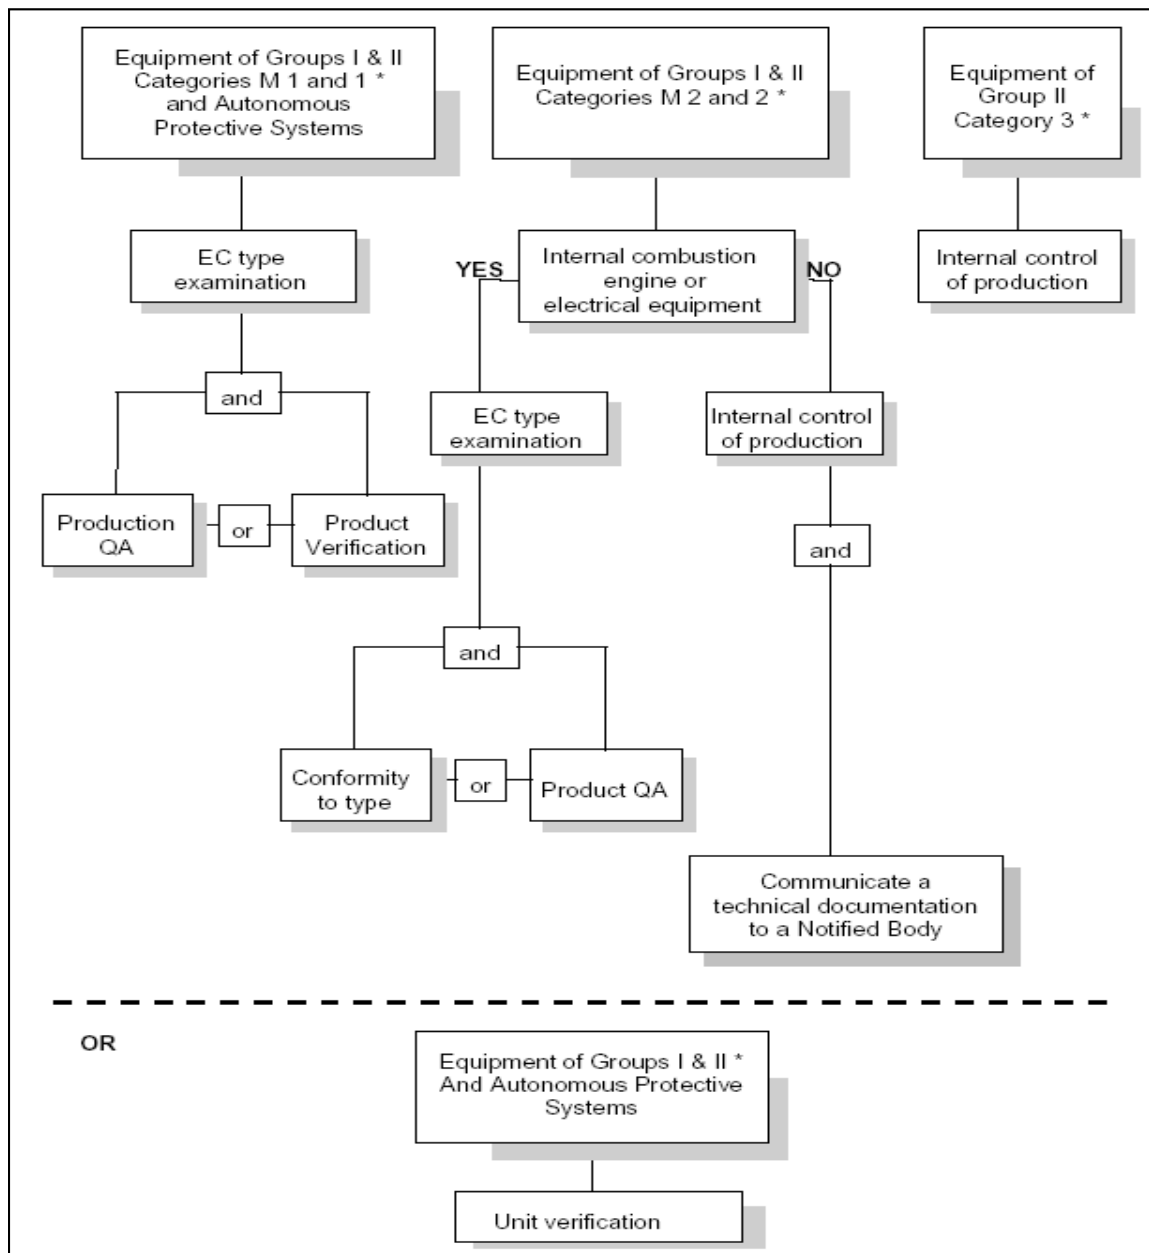 Equipment of Groups I & II
Categories M 1 and 1 *
and Autonomous
Protective Systems
Equipment of Groups I & II
Categories M 2 and 2 *
Equipment of
Group II
Category 3 *
EC type
examination
YES
Internal combustion
engine or
electrical equipment
NO
Internal control
of production
and
EC type
examination
Internal control
of production
Production
QA
or
Product
Verification
and
and
Conformity
to type
or
Product QA
Communicate a
technical documentation
to a Notified Body
OR
Equipment of Groups I & II *
And Autonomous Protective
Systems
Unit verification